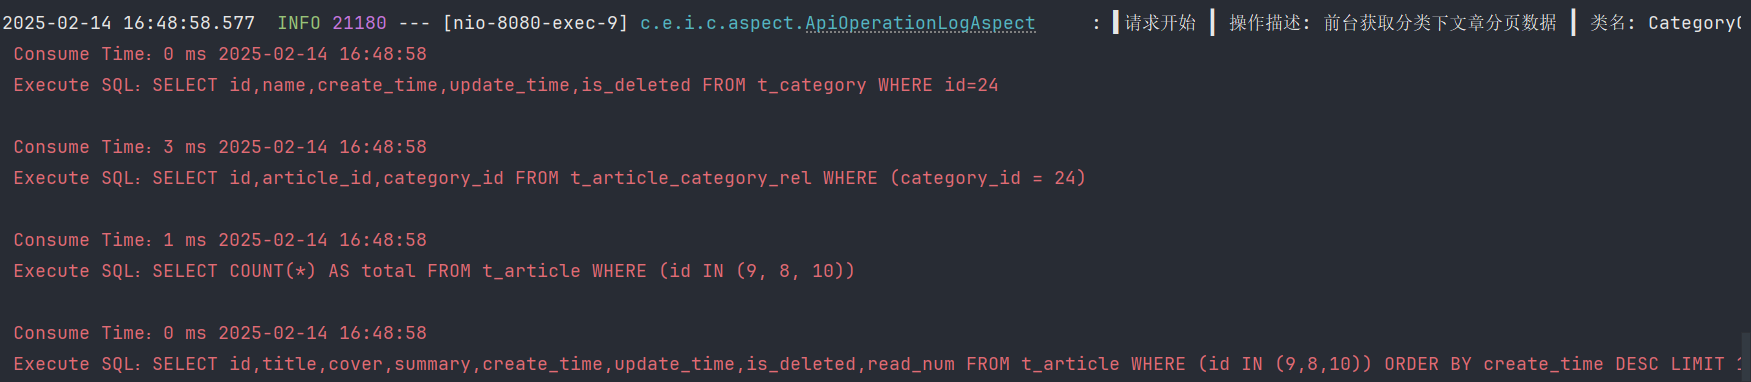 2025-02-14 16:48:58.577  INFO 21180 --- [nio-8080-exec-9] c.e.i.c.aspect.ApiOperationLogAspect     : ▌请求开始 ▎ 操作描述: 前台获取分类下文章分页数据 ▎ 类名:
Consume Time：0 ms 2025-02-14 16:48:58
Execute SQL：SELECT id,name,create_time,update_time,is_deleted FROM t_category WHERE id=24
Consume Time：3 ms 2025-02-14 16:48:58
Execute SQL：SELECT id,article_id,category_id FROM t_article_category_rel WHERE (category_id = 24)
Consume Time：1 ms 2025-02-14 16:48:58
Execute SQL：SELECT COUNT(*) AS total FROM t_article WHERE (id IN (9, 8, 10))
Consume Time：0 ms 2025-02-14 16:48:58
Execute SQL：SELECT id,title,cover,summary,create_time,update_time,is_deleted,read_num FROM t_article WHERE (id IN (9,8,10)) ORDER BY create_time DESC LIMIT